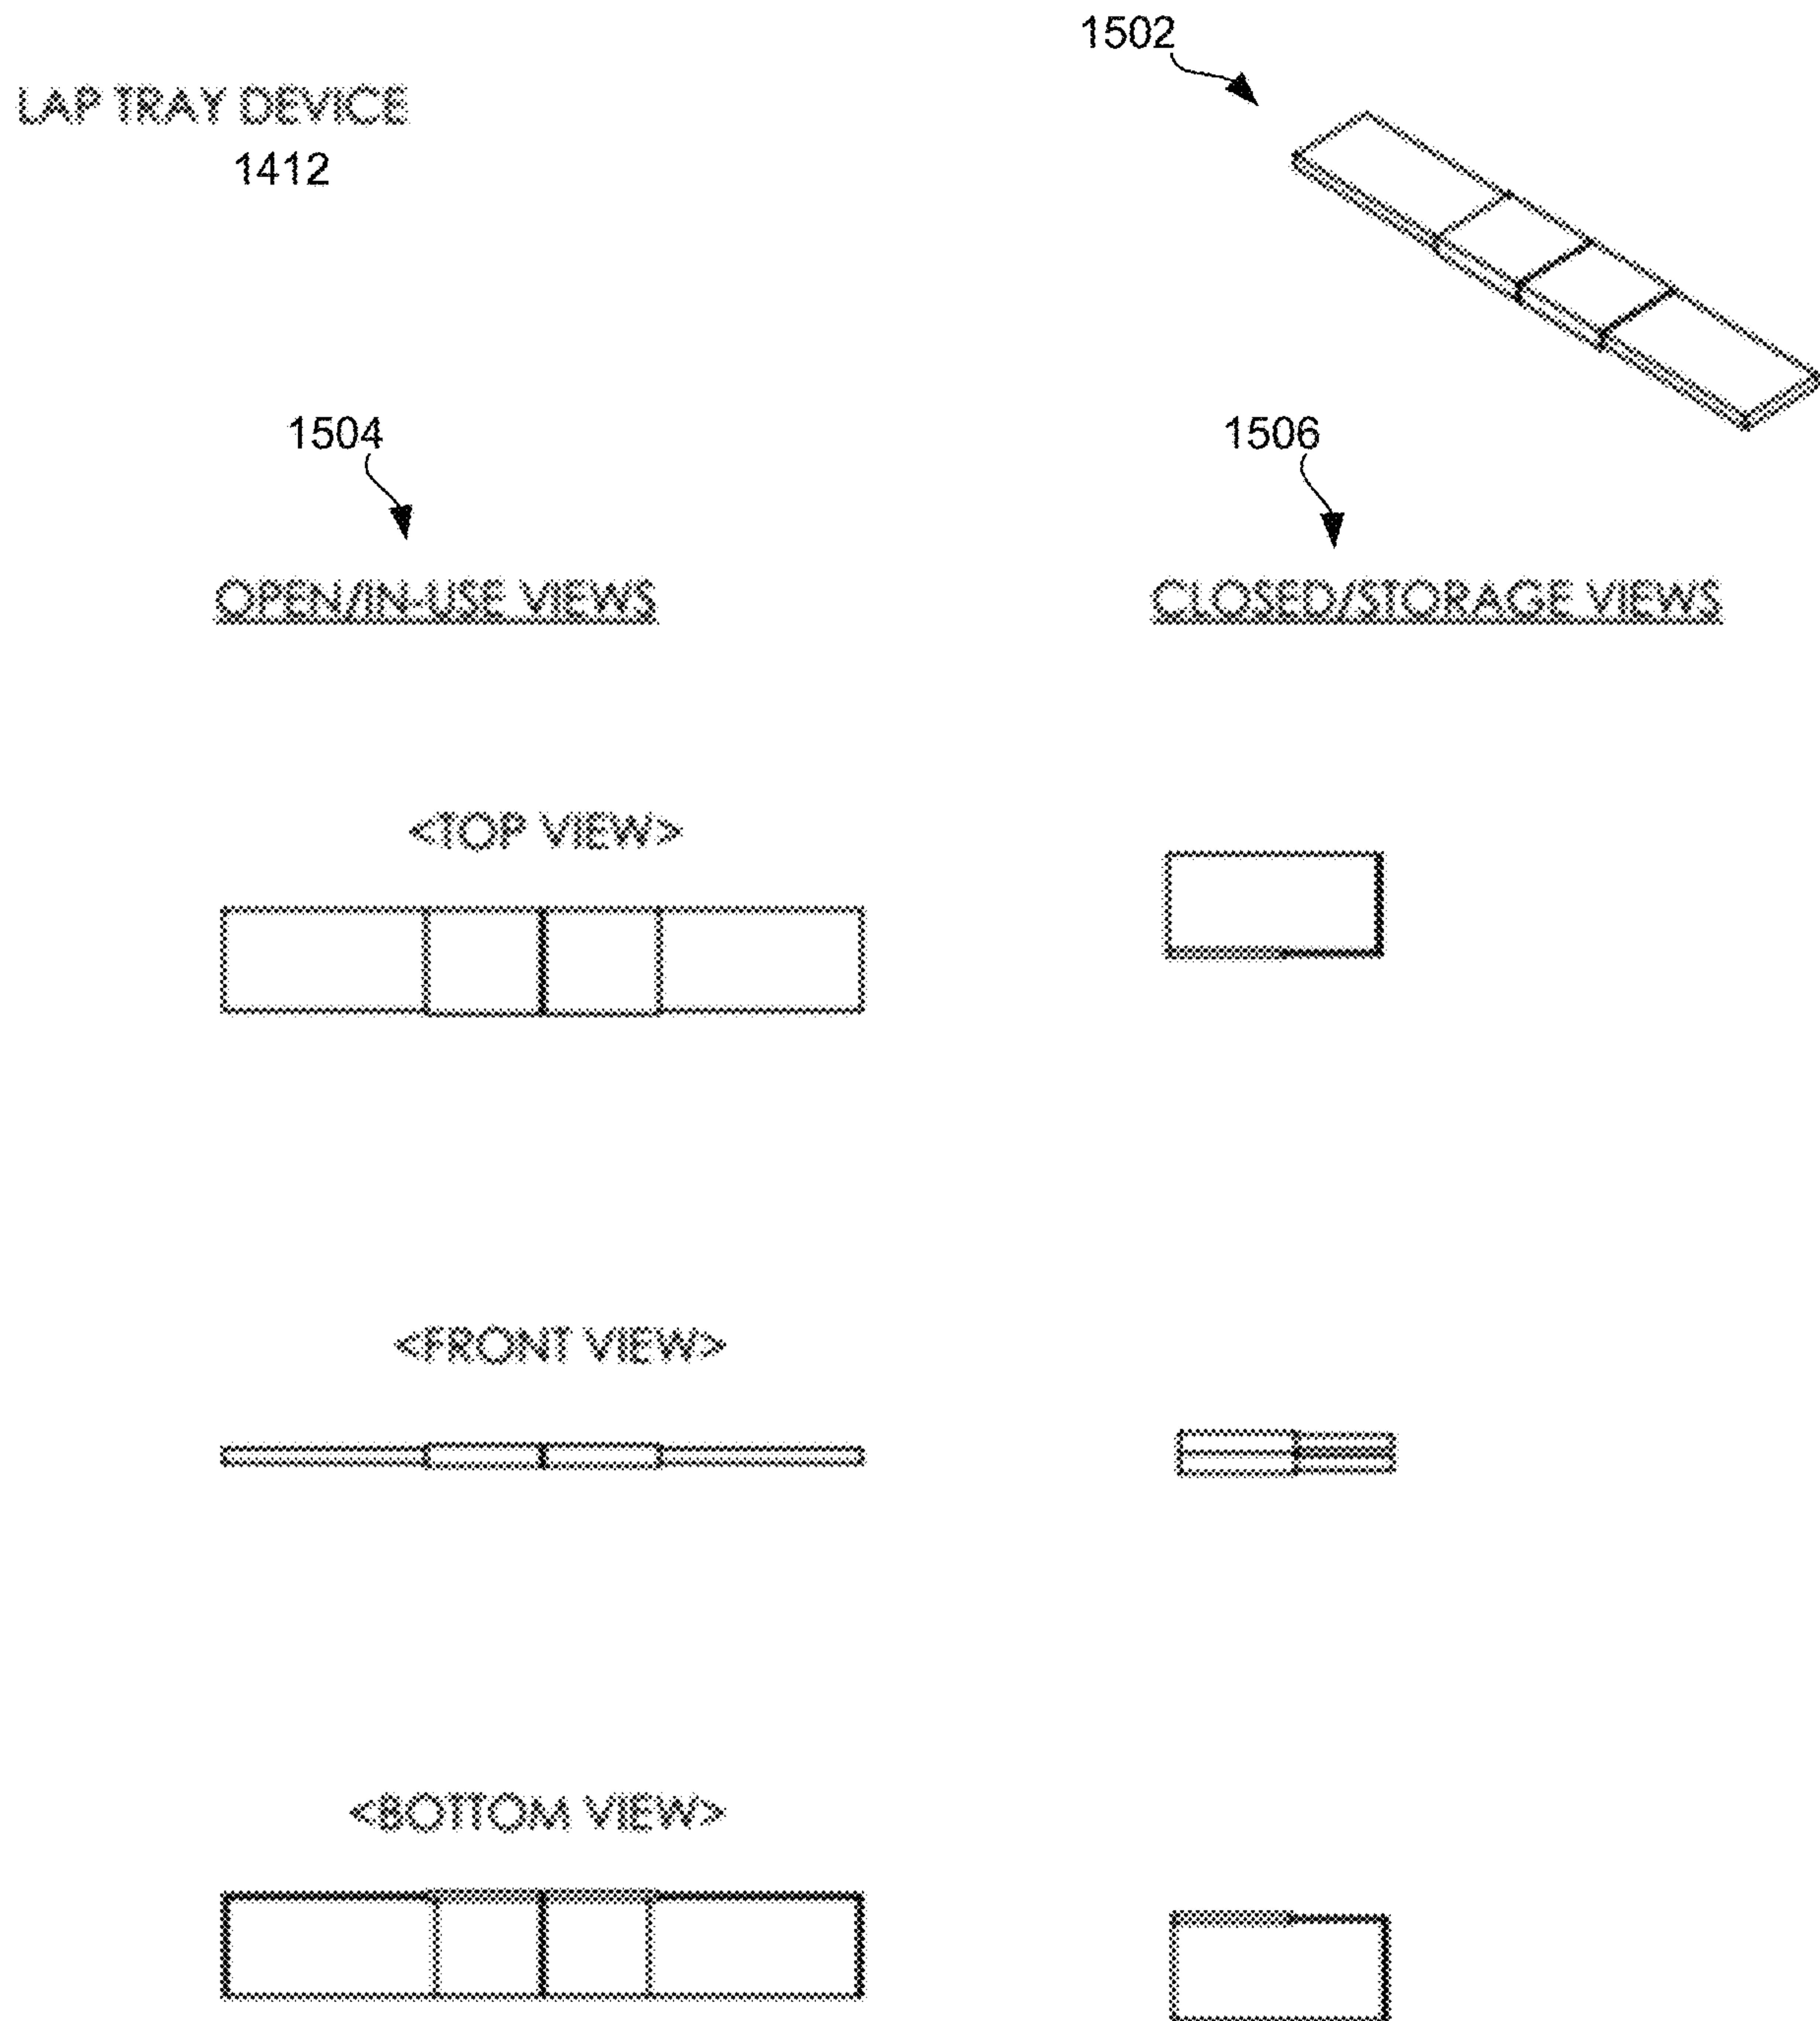 1502
LAP TRAY DEVICE
1412
1504
1506
OPEN/IN-USE VIEWS
CLOSED/STORAGE VIEWS
<TOP VIEW>
<FRONT VIEW>
<BOTTOM VIEW>